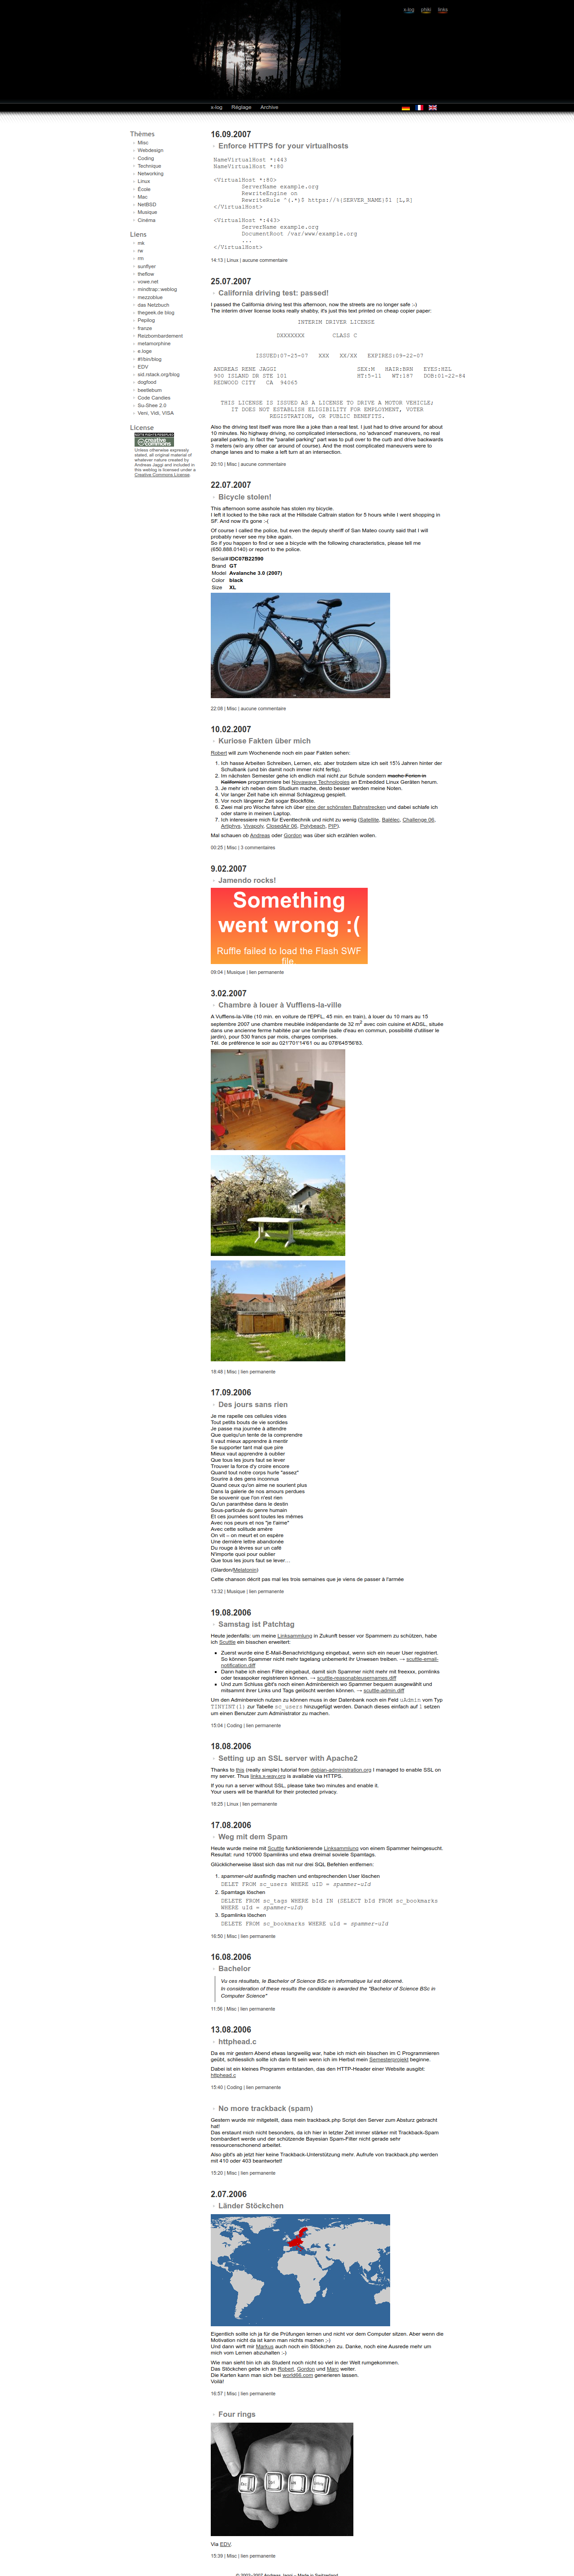 e-log phiki links
e-log Réglage Archive
Thèmes
Misc
Webdesign
Coding
Technique
Networking
Linux
École
Mac
NetBSD
Musique
Cinéma
Liens
mk
rw
rm
sunflyer
theflow
vowe.net
mindtrap::weblog
mezzoblue
das Netzbuch
thegeek.de blog
Pepilog
franze
Reizbombardement
metamorphine
e.loge
#!/bin/blog
EDV
sid.rstack.org/blog
dogfood
beetlebum
Code Candies
Su-Shee 2.0
Veni, Vidi, VISA
License
creative commons
Unless otherwise expressly
stated, all original material of
whatever nature created by
Andreas Jaggi and included in
this weblog is licensed under a
Creative Commons License
16.09.2007
Enforce HTTPS for your virtualhosts
NameVirtualHost *:443
NameVirtualHost *:80
<VirtualHost *:80>
ServerName example.org
RewriteEngine on
RewriteRule ^(.*)$ https://%{SERVER_NAME}$1 [L,R]
</VirtualHost>
<VirtualHost *:443>
ServerName example.org
DocumentRoot /var/www/example.org
...
</VirtualHost>
14:13 | Linux | aucune commentaire
25.07.2007
California driving test: passed!
I passed the California driving test this afternoon, now the streets are no longer safe :-)
The interim driver license looks really shabby, it's just this text printed on cheap copier paper:
INTERIM DRIVER LICENSE
DXXXXXXX CLASS C
ISSUED:07-25-07 XXX XX/XX EXPIRES:09-22-07
ANDREAS RENE JAGGI SEX:M HAIR:BRN EYES:HZL
900 ISLAND DR STE 101 HT:5-11 WT:187 DOB:01-22-84
REDWOOD CITY CA 94065
THIS LICENSE IS ISSUED AS A LICENSE TO DRIVE A MOTOR VEHICLE;
IT DOES NOT ESTABLISH ELIGIBILITY FOR EMPLOYMENT, VOTER
REGISTRATION, OR PUBLIC BENEFITS.
Also the driving test itself was more like a joke than a real test. I just had to drive around for about
10 minutes. No highway driving, no complicated intersections, no 'advanced' maneuvers, no real
parallel parking. In fact the "parallel parking" part was to pull over to the curb and drive backwards
3 meters (w/o any other car around of course). And the most complicated maneuvers were to
change lanes and to make a left turn at an intersection.
20:10 | Misc | aucune commentaire
22.07.2007
Bicycle stolen!
This afternoon some asshole has stolen my bicycle.
I left it locked to the bike rack at the Hillsdale Caltrain station for 5 hours while I went shopping in
SF. And now it's gone :-(
Of course I called the police, but even the deputy sheriff of San Mateo county said that I will
probably never see my bike again.
So if you happen to find or see a bicycle with the following characteristics, please tell me
(650.888.0140) or report to the police.
Serial# IDC07B22590
Brand GT
Model Avalanche 3.0 (2007)
Color black
Size XL
22:08 | Misc | aucune commentaire
10.02.2007
Kuriose Fakten über mich
Robert will zum Wochenende noch ein paar Fakten sehen:
1. Ich hasse Arbeiten Schreiben, Lernen, etc. aber trotzdem sitze ich seit 15½ Jahren hinter der
Schulbank (und bin damit noch immer nicht fertig).
2. Im nächsten Semester gehe ich endlich mal nicht zur Schule sondern mache Ferien in
Kalifornien programmiere bei Novawave Technologies an Embedded Linux Geräten herum.
3. Je mehr ich neben dem Studium mache, desto besser werden meine Noten.
4. Vor langer Zeit habe ich einmal Schlagzeug gespielt.
5. Vor noch längerer Zeit sogar Blockflöte.
6. Zwei mal pro Woche fahre ich über eine der schönsten Bahnstrecken und dabei schlafe ich
oder starre in meinen Laptop.
7. Ich interessiere mich für Eventtechnik und nicht zu wenig (Satellite, Balélec, Challenge 06,
Artiphys, Vivapoly, ClosedAir 06, Polybeach, PIP).
Mal schauen ob Andreas oder Gordon was über sich erzählen wollen.
00:25 | Misc | 3 commentaires
9.02.2007
Jamendo rocks!
Something
went wrong :(
Ruffle failed to load the Flash SWF
file
09:04 | Musique | lien permanente
3.02.2007
Chambre à louer à Vufflens-la-ville
A Vufflens-la-Ville (10 min. en voiture de l'EPFL, 45 min. en train), à louer du 10 mars au 15
septembre 2007 une chambre meublée indépendante de 32 m2 avec coin cuisine et ADSL, située
dans une ancienne ferme habitée par une famille (salle d'eau en commun, possibilité d'utiliser le
jardin), pour 530 francs par mois, charges comprises.
Tél. de préférence le soir au 021'701'14'61 ou au 078'645'56'83.
18:48 | Misc | lien permanente
17.09.2006
Des jours sans rien
Je me rapelle ces cellules vides
Tout petits bouts de vie sordides
Je passe ma journée à attendre
Que quelqu'un tente de la comprendre
Il vaut mieux apprendre à mentir
Se supporter tant mal que pire
Mieux vaut apprendre à oublier
Que tous les jours faut se lever
Trouver la force d'y croire encore
Quand tout notre corps hurle "assez"
Sourire à des gens inconnus
Quand ceux qu'on aime ne sourient plus
Dans la galerie de nos amours perdues
Se souvenir que l'on n'est rien
Qu'un paranthèse dans le destin
Sous-particule du genre humain
Et ces journées sont toutes les mêmes
Avec nos peurs et nos "je t'aime"
Avec cette solitude amère
On vit – on meurt et on espère
Une dernière lettre abandonée
Du rouge à lèvres sur un café
N'importe quoi pour oublier
Que tous les jours faut se lever…
(Glardon/Melatonin)
Cette chanson décrit pas mal les trois semaines que je viens de passer à l'armée
13:32 | Musique | lien permanente
19.08.2006
Samstag ist Patchtag
Heute jedenfalls: um meine Linksammlung in Zukunft besser vor Spammern zu schützen, habe
ich Scuttle ein bisschen erweitert:
Zuerst wurde eine E-Mail-Benachrichtigung eingebaut, wenn sich ein neuer User registriert.
So können Spammer nicht mehr tagelang unbemerkt ihr Unwesen treiben. → scuttle-email-
notification.diff
Dann habe ich einen Filter eingebaut, damit sich Spammer nicht mehr mit freexxx, pornlinks
oder texaspoker registrieren können. → scuttle-reasonableusernames.diff
Und zum Schluss gibt's noch einen Adminbereich wo Spammer bequem ausgewählt und
mitsammt ihrer Links und Tags gelöscht werden können. → scuttle-admin.diff
Um den Adminbereich nutzen zu können muss in der Datenbank noch ein Feld uAdmin vom Typ
TINYINT(1) zur Tabelle sc_users hinzugefügt werden. Danach dieses einfach auf 1 setzen
um einen Benutzer zum Administrator zu machen.
15:04 | Coding | lien permanente
18.08.2006
Setting up an SSL server with Apache2
Thanks to this (really simple) tutorial from debian-administration.org I managed to enable SSL on
my server. Thus links.x-way.org is available via HTTPS.
If you run a server without SSL, please take two minutes and enable it.
Your users will be thankfull for their protected privacy.
18:25 | Linux | lien permanente
17.08.2006
Weg mit dem Spam
Heute wurde meine mit Scuttle funktionierende Linksammlung von einem Spammer heimgesucht.
Resultat: rund 10'000 Spamlinks und etwa dreimal soviele Spamtags.
Glücklicherweise lässt sich das mit nur drei SQL Befehlen entfernen:
1. spammer-uId ausfindig machen und entsprechenden User löschen
DELET FROM sc_users WHERE uID = spammer-uId
2. Spamtags löschen
DELETE FROM sc_tags WHERE bId IN (SELECT bId FROM sc_bookmarks
WHERE uId = spammer-uId)
3. Spamlinks löschen
DELETE FROM sc_bookmarks WHERE uId = spammer-uId
16:50 | Misc | lien permanente
16.08.2006
Bachelor
Vu ces résultats, le Bachelor of Science BSc en informatique lui est décerné.
In consideration of these results the candidate is awarded the "Bachelor of Science BSc in
Computer Science"
11:56 | Misc | lien permanente
13.08.2006
httphead.c
Da es mir gestern Abend etwas langweilig war, habe ich mich ein bisschen im C Programmieren
geübt, schliesslich sollte ich darin fit sein wenn ich im Herbst mein Semesterprojekt beginne.
Dabei ist ein kleines Programm entstanden, das den HTTP-Header einer Website ausgibt:
httphead.c
15:40 | Coding | lien permanente
No more trackback (spam)
Gestern wurde mir mitgeteilt, dass mein trackback.php Script den Server zum Absturz gebracht
hat!
Das erstaunt mich nicht besonders, da ich hier in letzter Zeit immer stärker mit Trackback-Spam
bombardiert werde und der schützende Bayesian Spam-Filter nicht gerade sehr
ressourcenschonend arbeitet.
Also gibt's ab jetzt hier keine Trackback-Unterstützung mehr. Aufrufe von trackback.php werden
mit 410 oder 403 beantwortet!
15:20 | Misc | lien permanente
2.07.2006
Länder Stöckchen
Eigentlich sollte ich ja für die Prüfungen lernen und nicht vor dem Computer sitzen. Aber wenn die
Motivation nicht da ist kann man nichts machen :-)
Und dann wirft mir Markus auch noch ein Stöckchen zu. Danke, noch eine Ausrede mehr um
mich vom Lernen abzuhalten :-)
Wie man sieht bin ich als Student noch nicht so viel in der Welt rumgekommen.
Das Stöckchen gebe ich an Robert, Gordon und Marc weiter.
Die Karten kann man sich bei world66.com generieren lassen.
Voilà!
16:57 | Misc | lien permanente
Four rings
Via EDV.
15:39 | Misc | lien permanente
© 2002–2007 Andreas Jaggi – Made in Switzerland